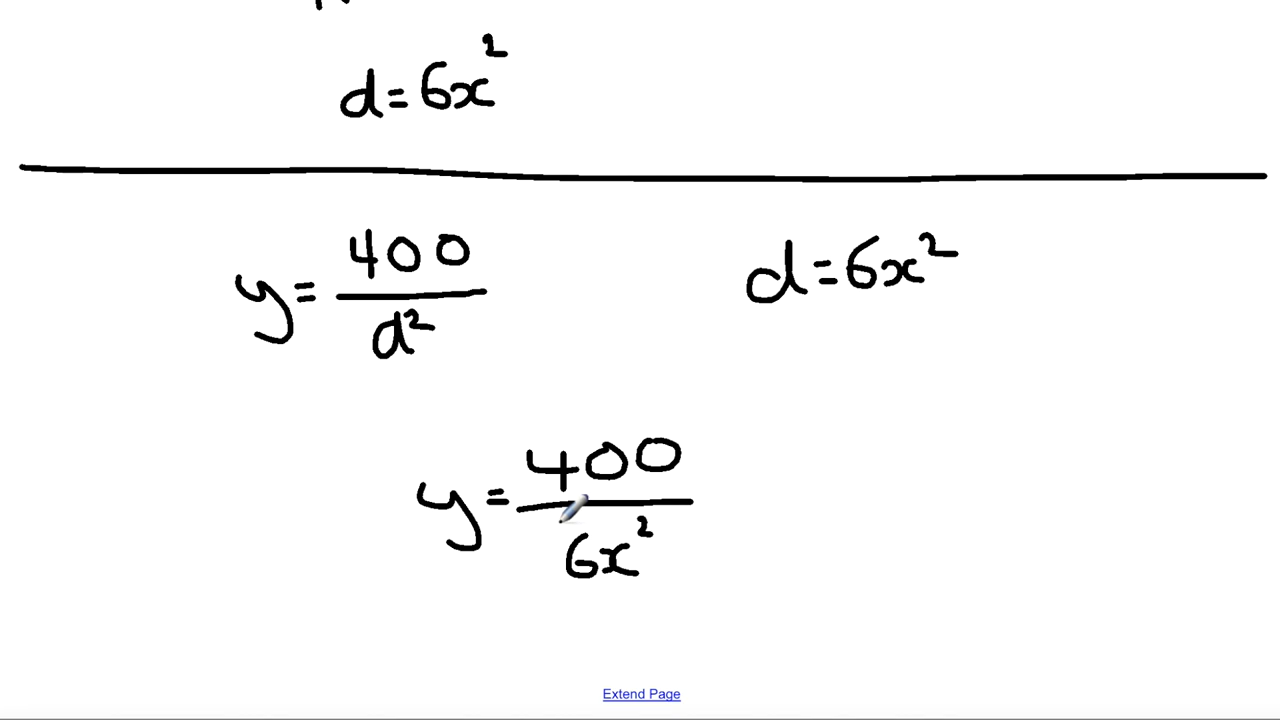 d=6x²
y=400/d² d=6x²
y=400/6x²
Extend Page